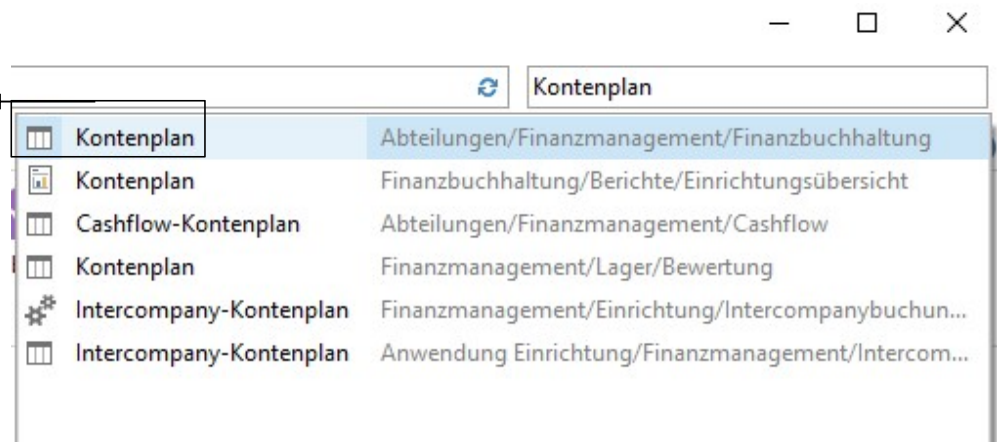 Kontenplan
Kontenplan Abteilungen/Finanzmanagement/Finanzbuchhaltung
Kontenplan Finanzbuchhaltung/Berichte/Einrichtungsübersicht
Cashflow-Kontenplan Abteilungen/Finanzmanagement/Cashflow
Kontenplan Finanzmanagement/Lager/Bewertung
Intercompany-Kontenplan Finanzmanagement/Einrichtung/Intercompanybuchun...
Intercompany-Kontenplan Anwendung Einrichtung/Finanzmanagement/Intercom...